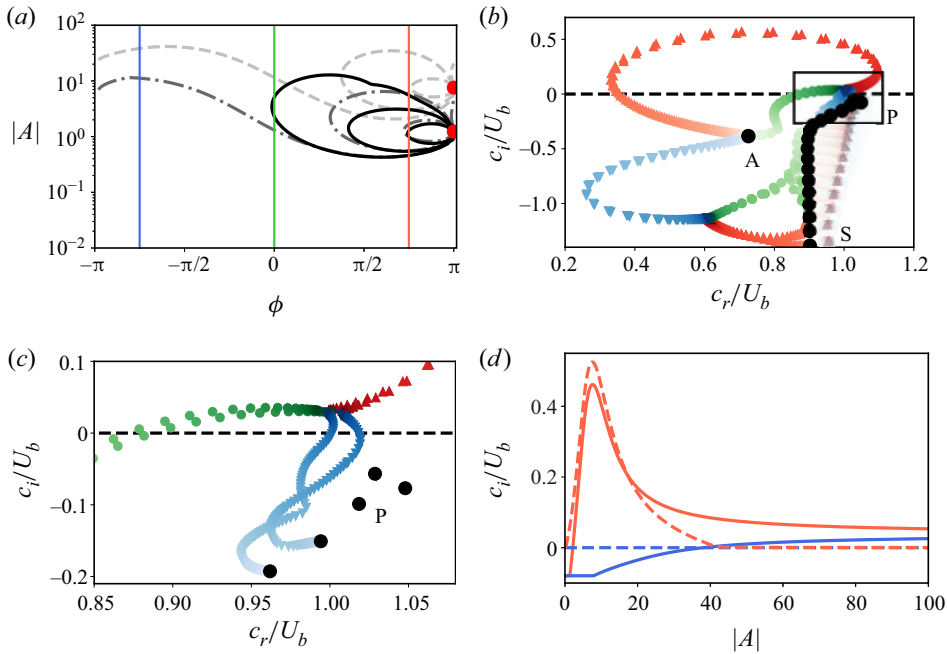 (a)
10²
10¹
10⁰
10⁻¹
10⁻²
|A|
−π
−π/2
0
π/2
π
ϕ
(b)
0.5
0
−0.5
−1.0
c_i/U_b
A
P
S
0.2
0.4
0.6
0.8
1.0
1.2
c_r/U_b
(c)
0.1
0
−0.1
−0.2
c_i/U_b
P
0.85
0.90
0.95
1.00
1.05
c_r/U_b
(d)
0.4
0.2
0
c_i/U_b
0
20
40
60
80
100
|A|